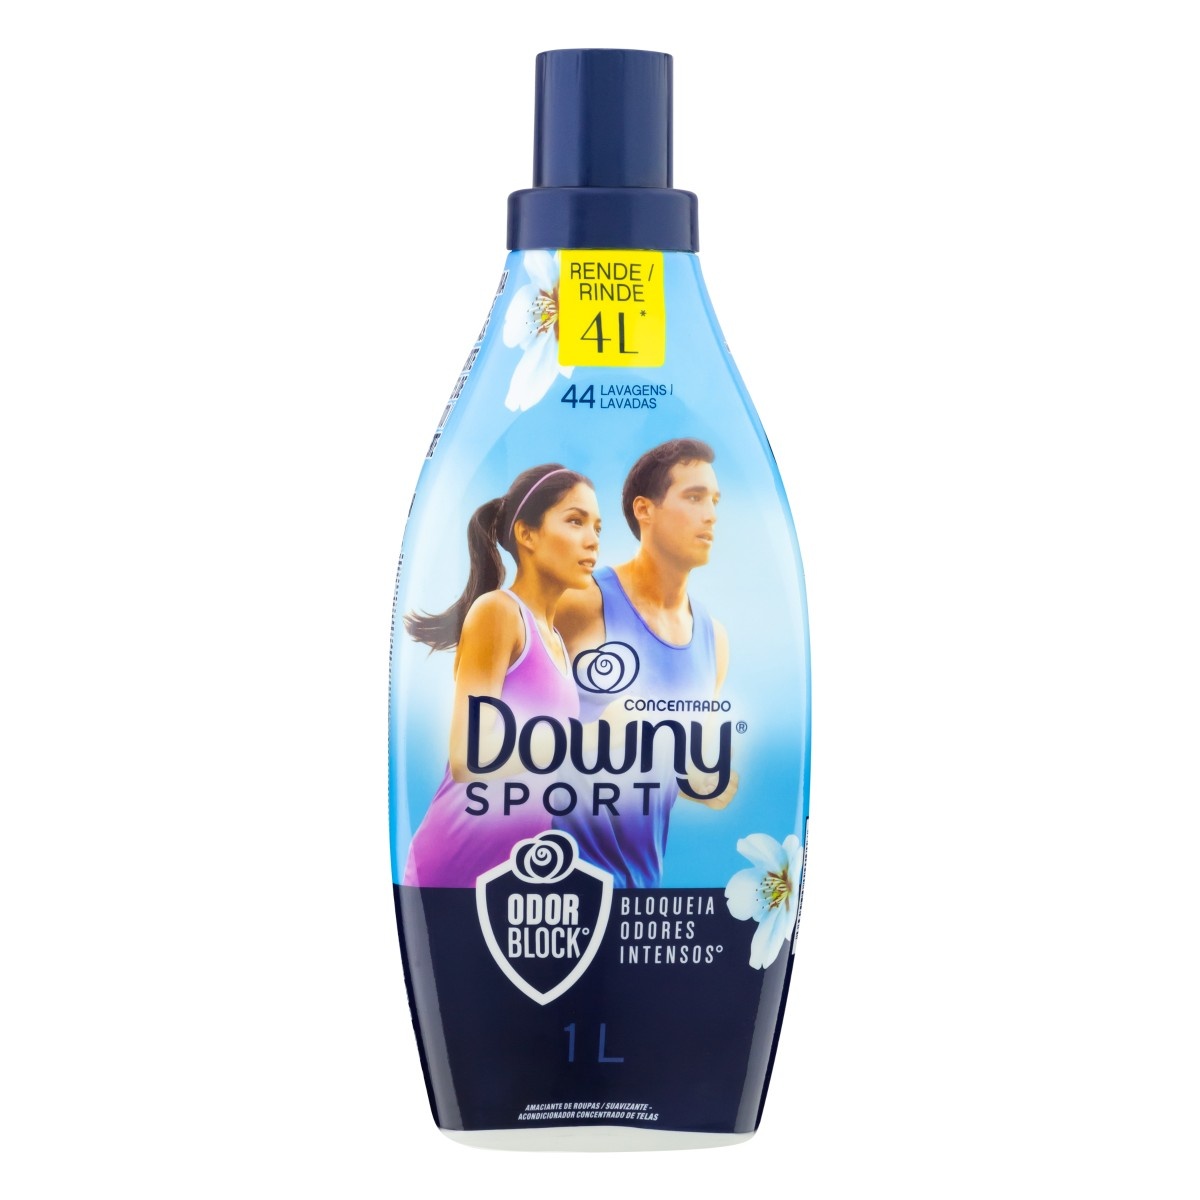 RENDE /
RINDE
4L*
44 LAVAGENS /
LAVADAS
CONCENTRADO
Downy®
SPORT
ODOR
BLOCK°
BLOQUEIA
ODORES
INTENSOS°
1 L
AMACIANTE DE ROUPAS / SUAVIZANTE -
ACONDICIONADOR CONCENTRADO DE TELAS